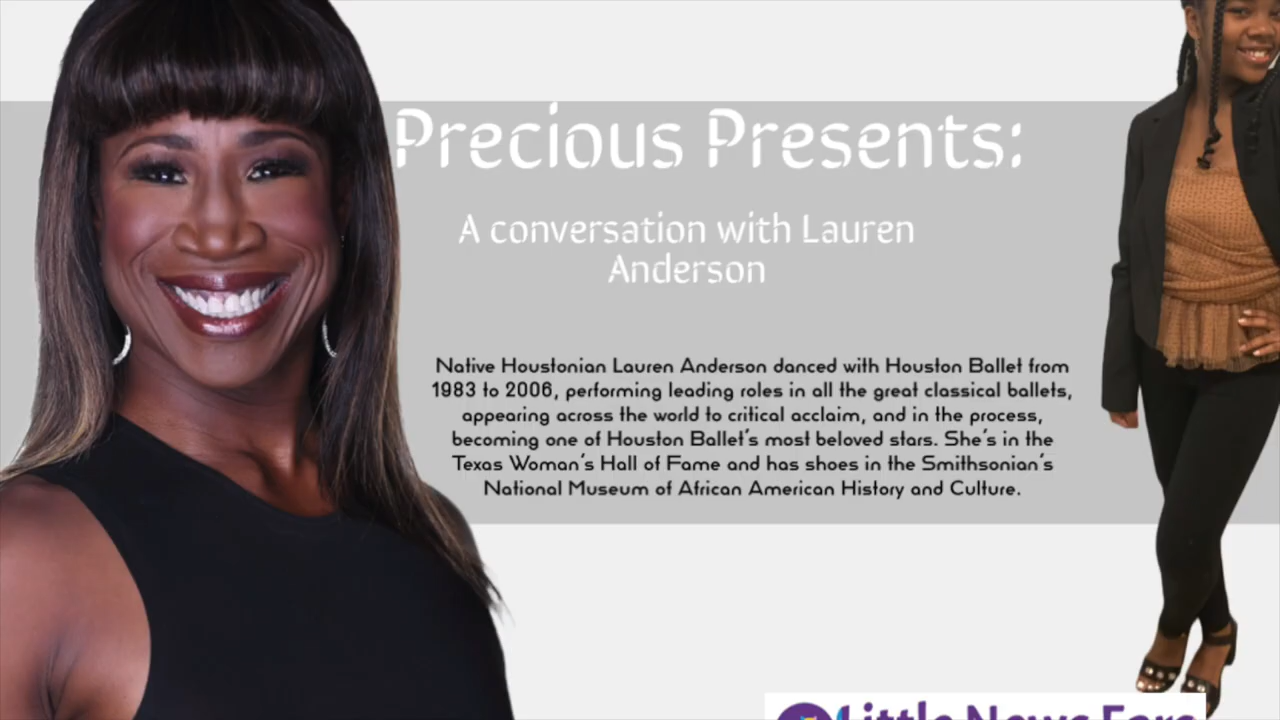 Precious Presents:
A conversation with Lauren
Anderson
Native Houstonian Lauren Anderson danced with Houston Ballet from
1983 to 2006, performing leading roles in all the great classical ballets,
appearing across the world to critical acclaim, and in the process,
becoming one of Houston Ballet's most beloved stars. She's in the
Texas Woman's Hall of Fame and has shoes in the Smithsonian's
National Museum of African American History and Culture.
Little News Ears